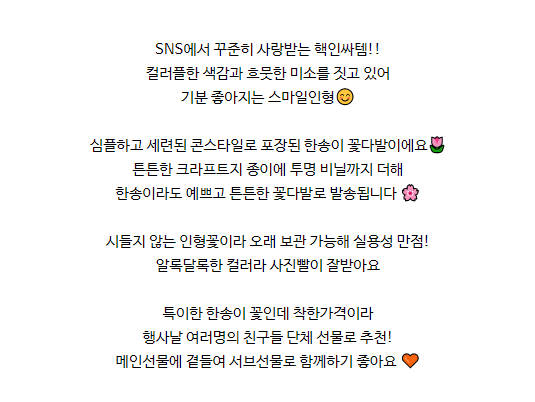 SNS에서 꾸준히 사랑받는 핵인싸템!!
컬러플한 색감과 흐뭇한 미소를 짓고 있어
기분 좋아지는 스마일인형😊
심플하고 세련된 콘스타일로 포장된 한송이 꽃다발이에요🌷
튼튼한 크라프트지 종이에 투명 비닐까지 더해
한송이라도 예쁘고 튼튼한 꽃다발로 발송됩니다 🌸
시들지 않는 인형꽃이라 오래 보관 가능해 실용성 만점!
알록달록한 컬러라 사진빨이 잘받아요
특이한 한송이 꽃인데 착한가격이라
행사날 여러명의 친구들 단체 선물로 추천!
메인선물에 곁들여 서브선물로 함께하기 좋아요 🧡